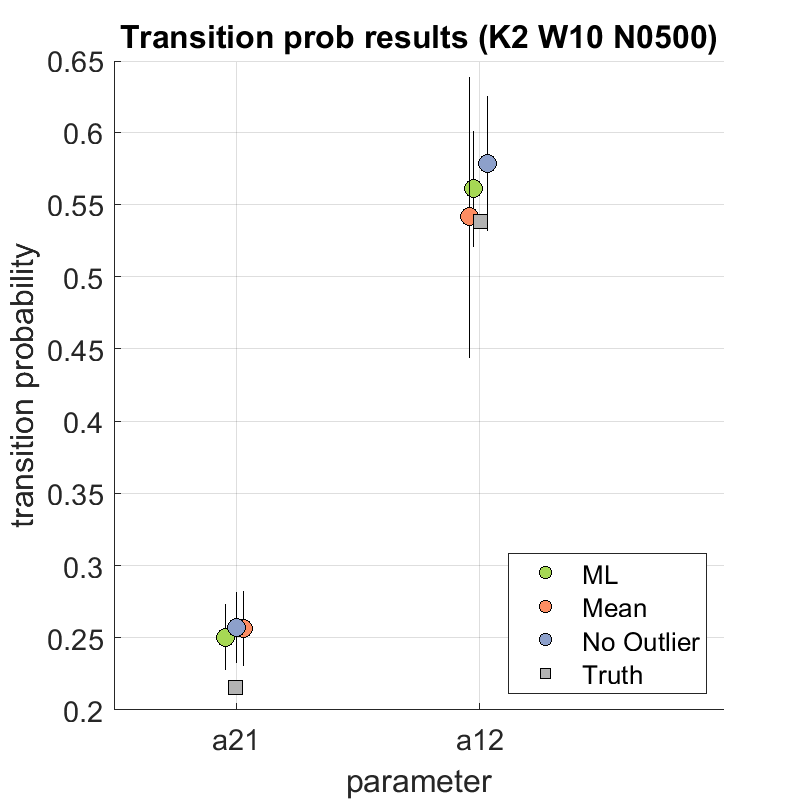 Transition prob results (K2 W10 N0500)
0.65
0.6
0.55
0.5
0.45
0.4
0.35
0.3
0.25
0.2
transition probability
a21
a12
parameter
ML
Mean
No Outlier
Truth